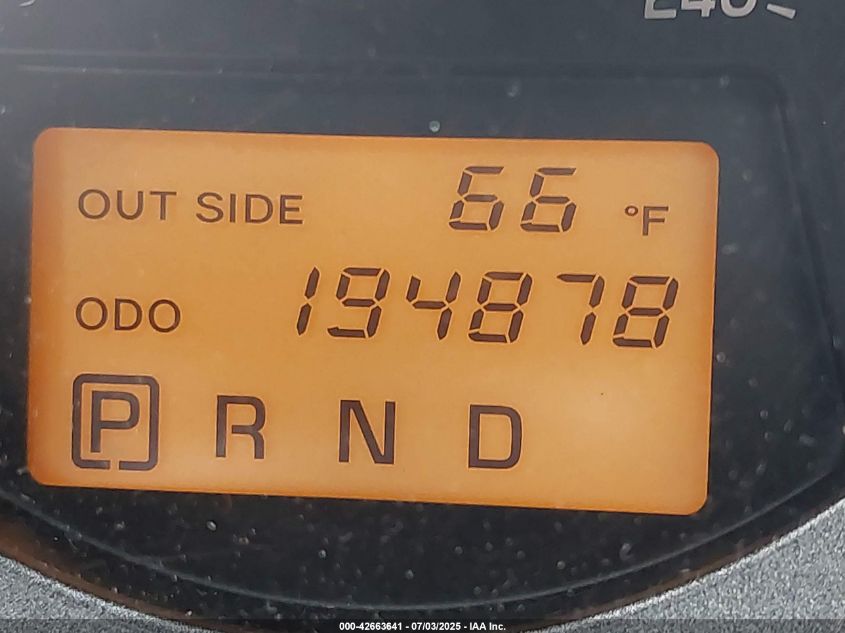 OUT SIDE 66 °F
ODO 194878
P R N D
000-42663641 - 07/03/2025 - IAA Inc.